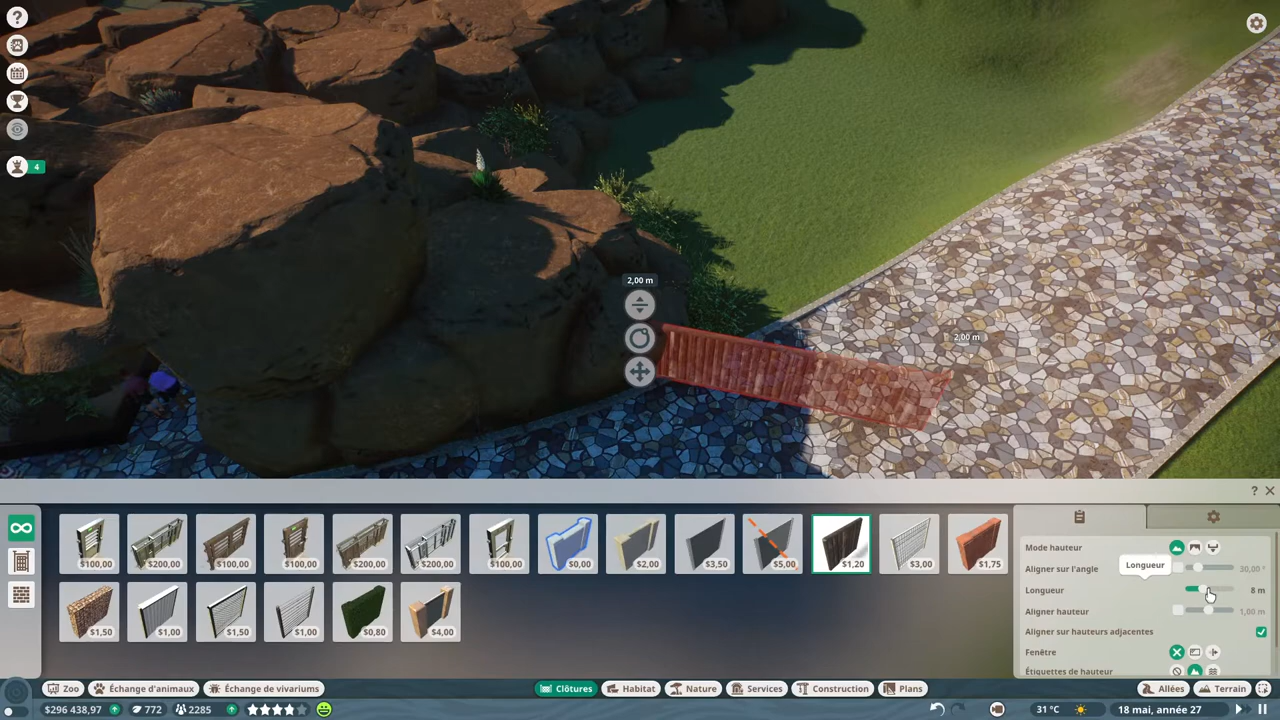 ?
4
2,00 m
2,00 m
?
$100,00
$200,00
$100,00
$100,00
$200,00
$200,00
$100,00
$0,00
$2,00
$3,50
$5,00
$1,20
$3,00
$1,75
$1,50
$1,00
$1,50
$1,00
$0,80
$4,00
Mode hauteur
Aligner sur l'angle
30,00 °
Longueur
Longueur
8 m
Aligner hauteur
1,00 m
Aligner sur hauteurs adjacentes
Fenêtre
Étiquettes de hauteur
Zoo
Échange d'animaux
Échange de vivariums
Clôtures
Habitat
Nature
Services
Construction
Plans
Allées
Terrain
$296 438,97
772
2285
31 °C
18 mai, année 27